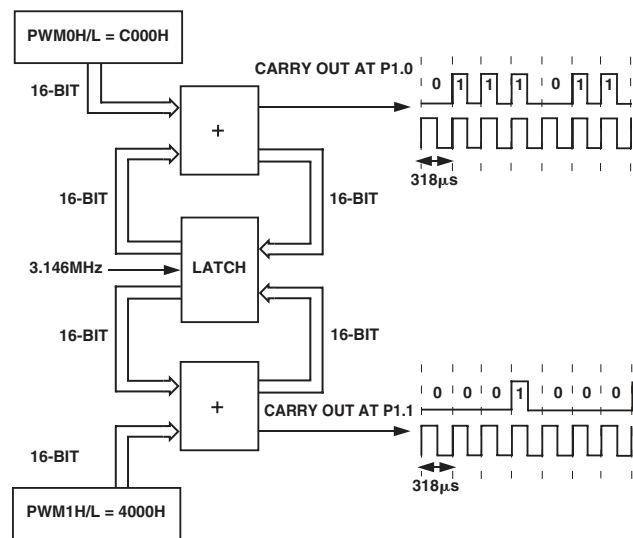 PWM0H/L = C000H
16-BIT
CARRY OUT AT P1.0
0 1 1 1 0 1 1
+
318μs
16-BIT
16-BIT
3.146MHz
LATCH
16-BIT
16-BIT
0 0 0 1 0 0 0
+
CARRY OUT AT P1.1
16-BIT
318μs
PWM1H/L = 4000H